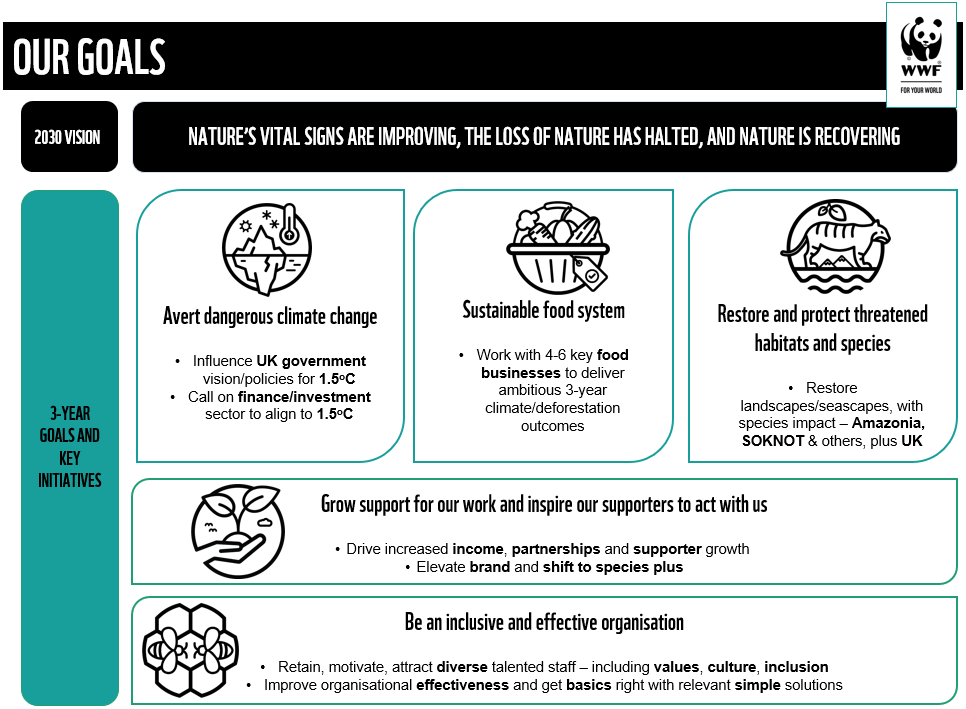 OUR GOALS
WWF
FOR YOUR WORLD
2030 VISION
NATURE'S VITAL SIGNS ARE IMPROVING, THE LOSS OF NATURE HAS HALTED, AND NATURE IS RECOVERING
3-YEAR
GOALS AND
KEY
INITIATIVES
Avert dangerous climate change
• Influence UK government
vision/policies for 1.5°C
• Call on finance/investment
sector to align to 1.5°C
Sustainable food system
• Work with 4-6 key food
businesses to deliver
ambitious 3-year
climate/deforestation
outcomes
Restore and protect threatened
habitats and species
• Restore
landscapes/seascapes, with
species impact – Amazonia,
SOKNOT & others, plus UK
Grow support for our work and inspire our supporters to act with us
• Drive increased income, partnerships and supporter growth
• Elevate brand and shift to species plus
Be an inclusive and effective organisation
• Retain, motivate, attract diverse talented staff – including values, culture, inclusion
• Improve organisational effectiveness and get basics right with relevant simple solutions